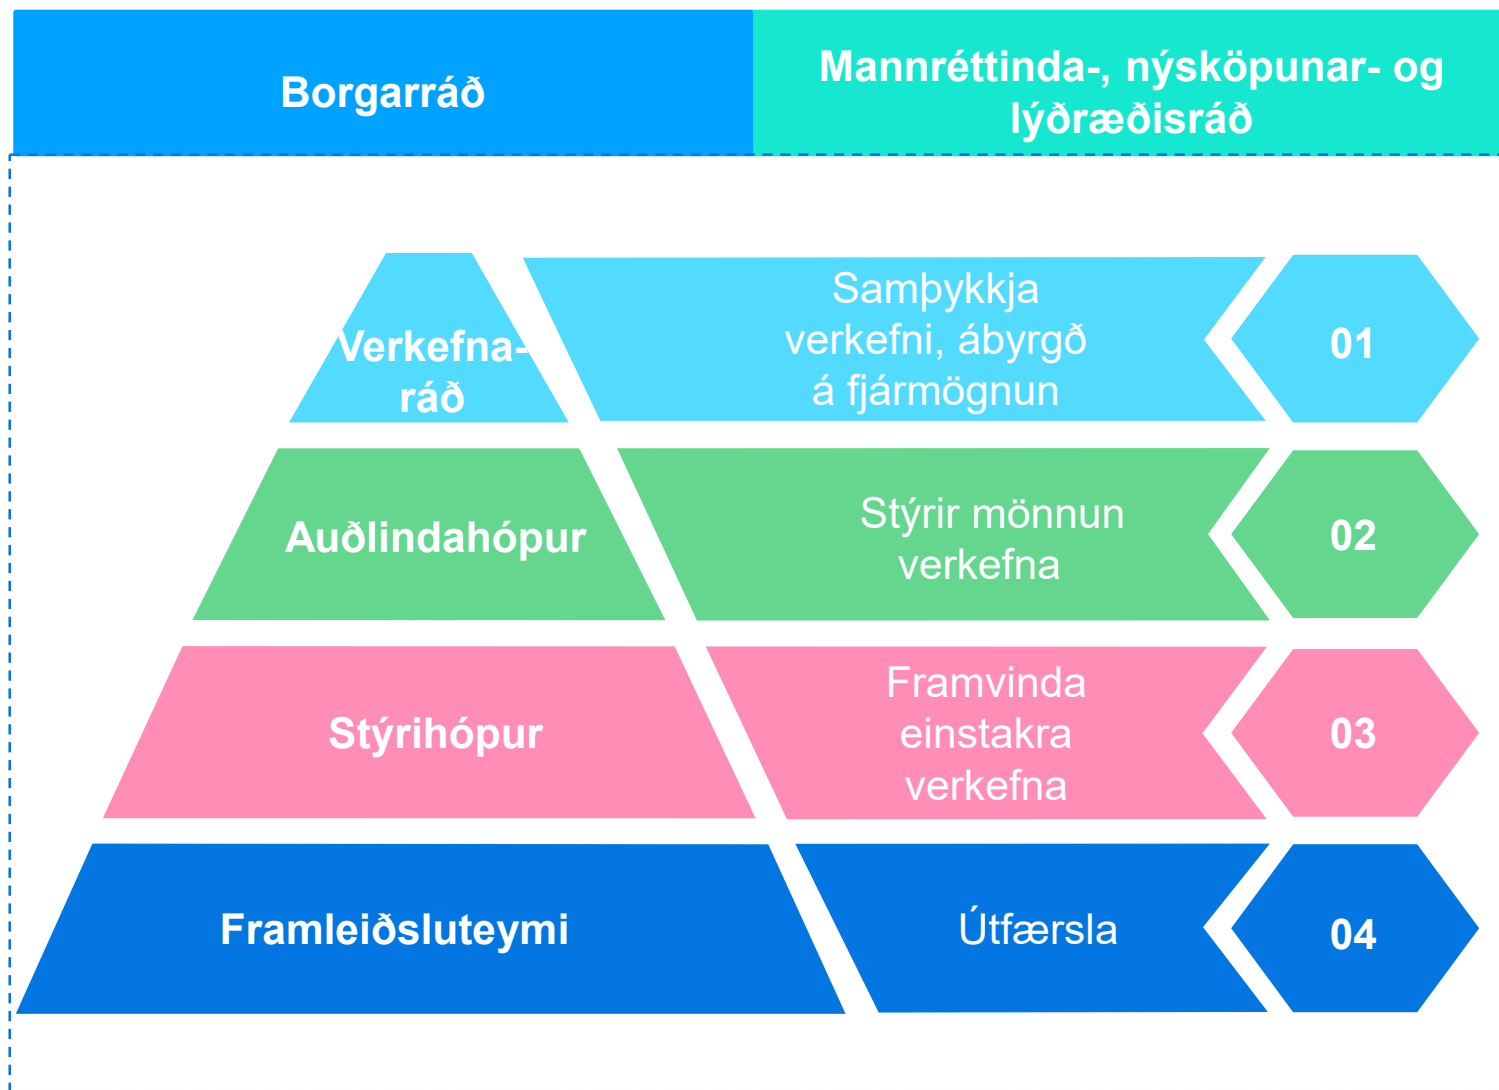 Borgarráð
Mannréttinda-, nýsköpunar- og
lýðræðisráð
Verkefna-
ráð
Samþykkja
verkefni, ábyrgð
á fjármögnun
01
Auðlindahópur
Stýrir mönnun
verkefna
02
Stýrihópur
Framvinda
einstakra
verkefna
03
Framleiðsluteymi
Útfærsla
04